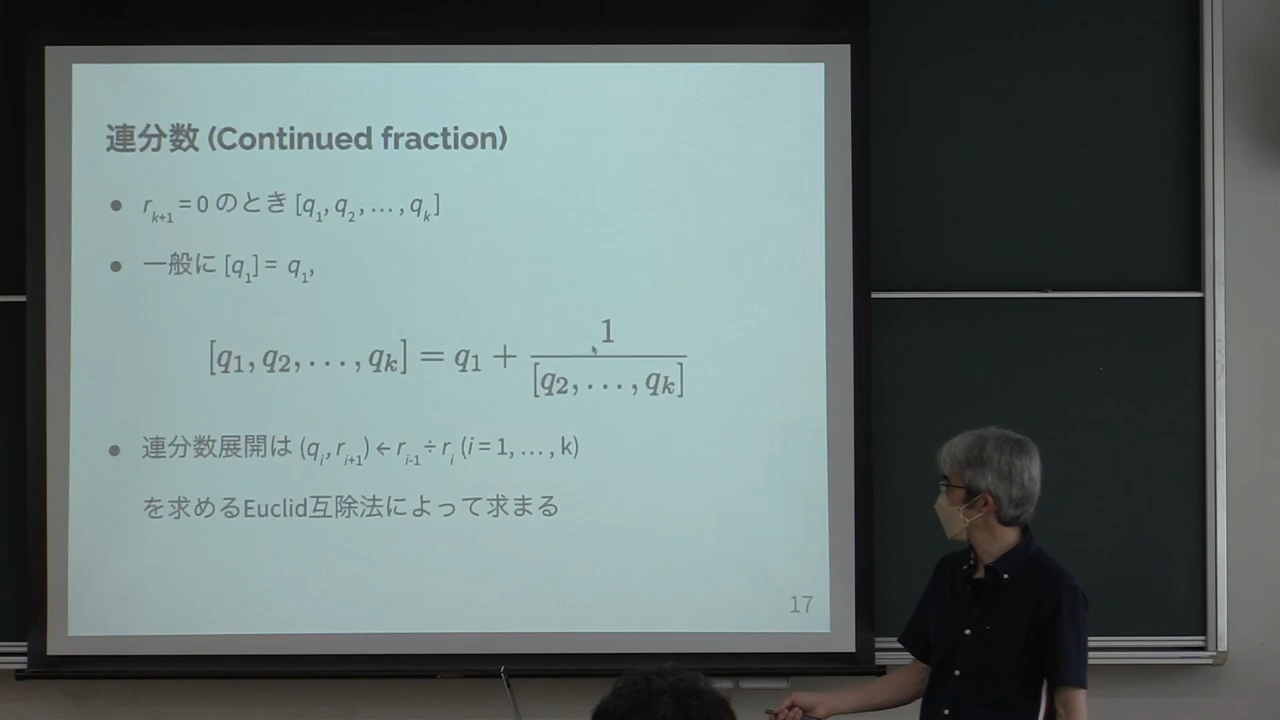 連分数 (Continued fraction)
● r_{k+1} = 0 のとき [q_1, q_2, …, q_k]
● 一般に [q_1] = q_1,
[q_1, q_2, …, q_k] = q_1 + \frac{1}{[q_2, …, q_k]}
● 連分数展開は (q_i, r_{i+1}) ← r_{i-1} ÷ r_i (i = 1, …, k)
を求めるEuclid互除法によって求まる
17